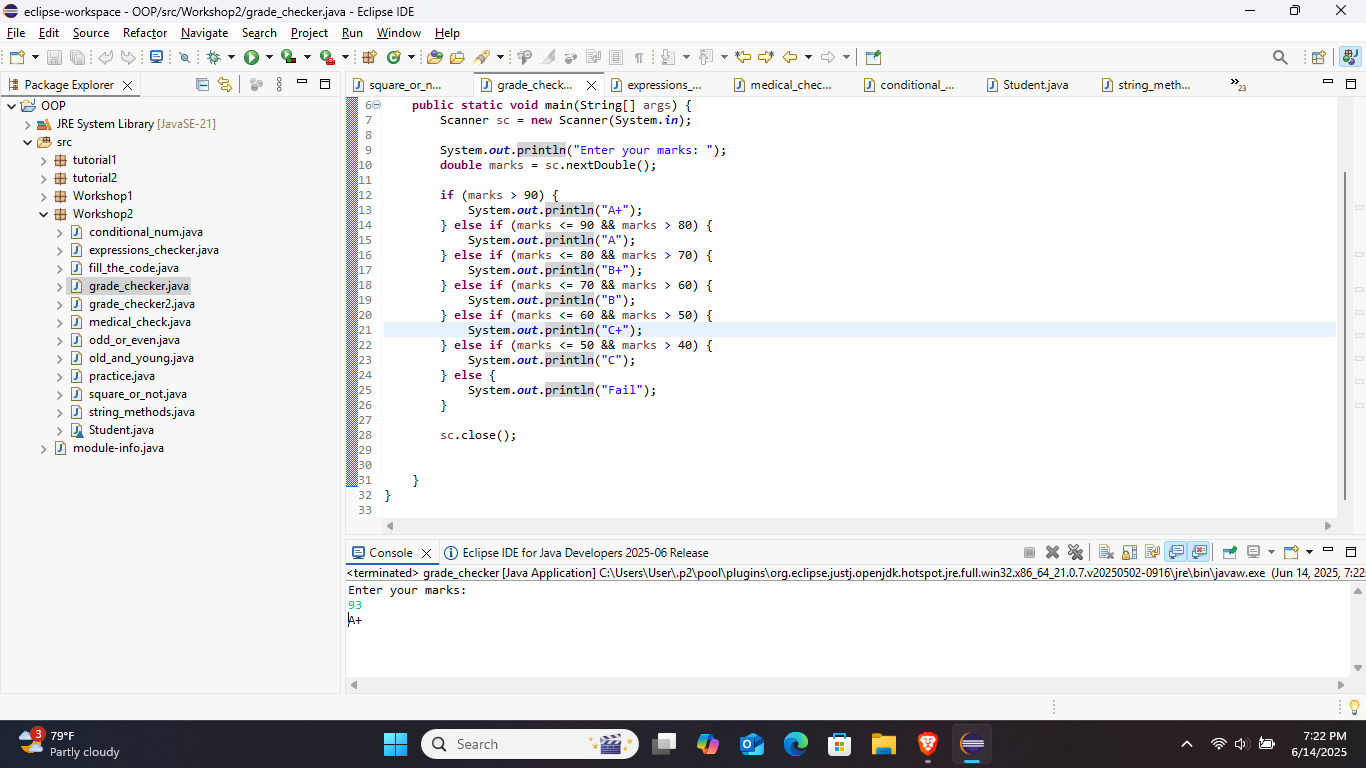 eclipse-workspace - OOP/src/Workshop2/grade_checker.java - Eclipse IDE
File Edit Source Refactor Navigate Search Project Run Window Help
Package Explorer
square_or_n... grade_check... expressions_... medical_chec... conditional_... Student.java string_meth... 23
OOP
JRE System Library [JavaSE-21]
src
tutorial1
tutorial2
Workshop1
Workshop2
conditional_num.java
expressions_checker.java
fill_the_code.java
grade_checker.java
grade_checker2.java
medical_check.java
odd_or_even.java
old_and_young.java
practice.java
square_or_not.java
string_methods.java
Student.java
module-info.java
6 public static void main(String[] args) {
7 Scanner sc = new Scanner(System.in);
8
9 System.out.println("Enter your marks: ");
10 double marks = sc.nextDouble();
11
12 if (marks > 90) {
13 System.out.println("A+");
14 } else if (marks <= 90 && marks > 80) {
15 System.out.println("A");
16 } else if (marks <= 80 && marks > 70) {
17 System.out.println("B+");
18 } else if (marks <= 70 && marks > 60) {
19 System.out.println("B");
20 } else if (marks <= 60 && marks > 50) {
21 System.out.println("C+");
22 } else if (marks <= 50 && marks > 40) {
23 System.out.println("C");
24 } else {
25 System.out.println("Fail");
26 }
27
28 sc.close();
29
30
31 }
32 }
33
Console Eclipse IDE for Java Developers 2025-06 Release
<terminated> grade_checker [Java Application] C:\Users\User\.p2\pool\plugins\org.eclipse.justj.openjdk.hotspot.jre.full.win32.x86_64_21.0.7.v20250502-0916\jre\bin\javaw.exe (Jun 14, 2025, 7:22
Enter your marks:
93
A+
3
79°F
Partly cloudy
Search
7:22 PM
6/14/2025